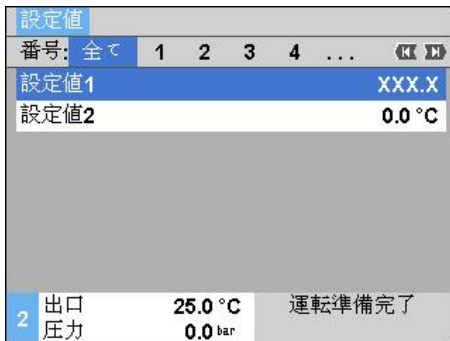 設定値
番号: 全て 1 2 3 4 ...
設定値1 XXX.X
設定値2 0.0 °C
2 出口 25.0 °C 運転準備完了
圧力 0.0 bar